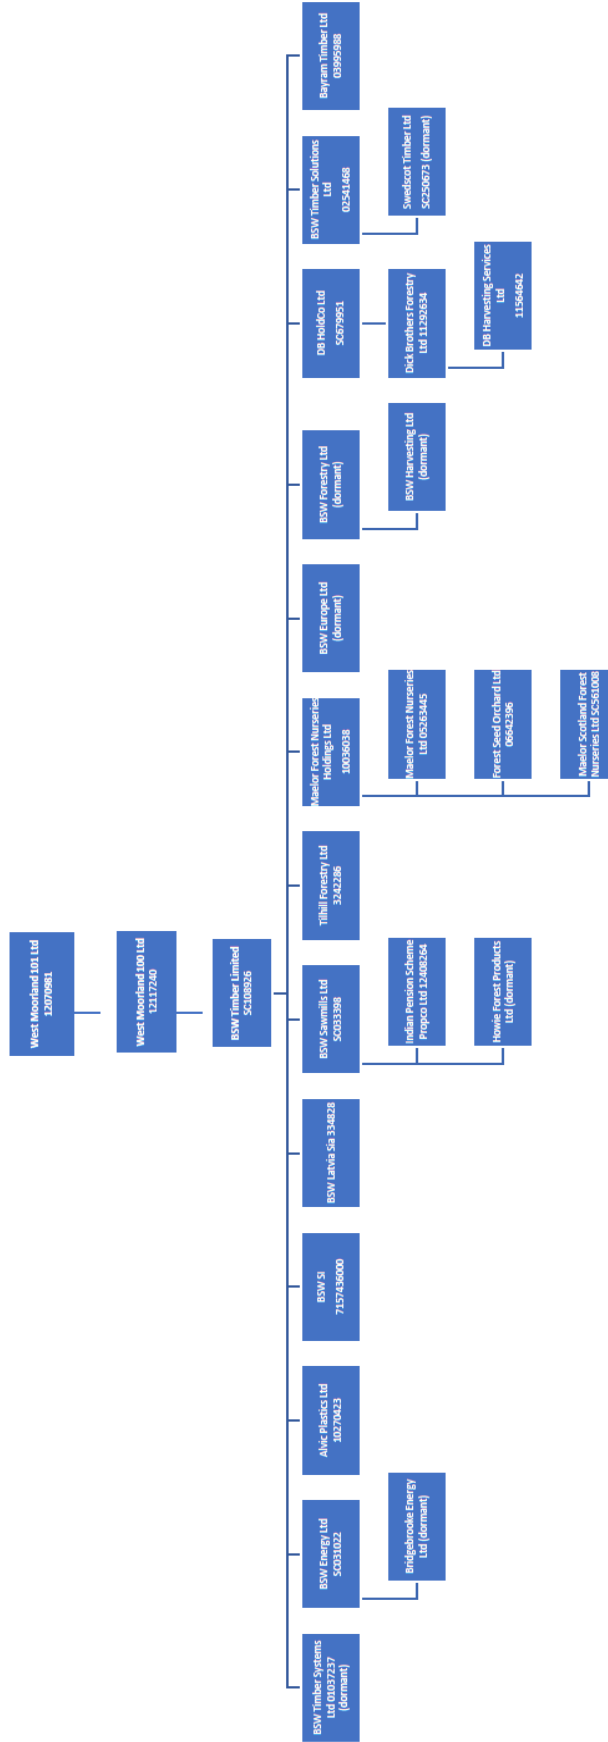 West Moorland 101 Ltd
12070981
West Moorland 100 Ltd
12117240
BSW Timber Limited
SC108926
BSW Timber Systems
Ltd 01037237
(dormant)
BSW Energy Ltd
SC031022
Bridgebrooke Energy
Ltd (dormant)
Alvic Plastics Ltd
10270423
BSW SI
7157436000
BSW Latvia Sia 334828
BSW Sawmills Ltd
SC033398
Indian Pension Scheme
Propco Ltd 12408264
Howie Forest Products
Ltd (dormant)
Tilhill Forestry Ltd
3242286
Maelor Forest Nurseries
Holdings Ltd
10036038
Maelor Forest Nurseries
Ltd 05263445
Forest Seed Orchard Ltd
06642396
Maelor Scotland Forest
Nurseries Ltd SC561008
BSW Europe Ltd
(dormant)
BSW Forestry Ltd
(dormant)
BSW Harvesting Ltd
(dormant)
DB HoldCo Ltd
SC679951
Dick Brothers Forestry
Ltd 11292634
DB Harvesting Services
Ltd
11564642
BSW Timber Solutions
Ltd
02541468
Swedscot Timber Ltd
SC250673 (dormant)
Bayram Timber Ltd
03995988